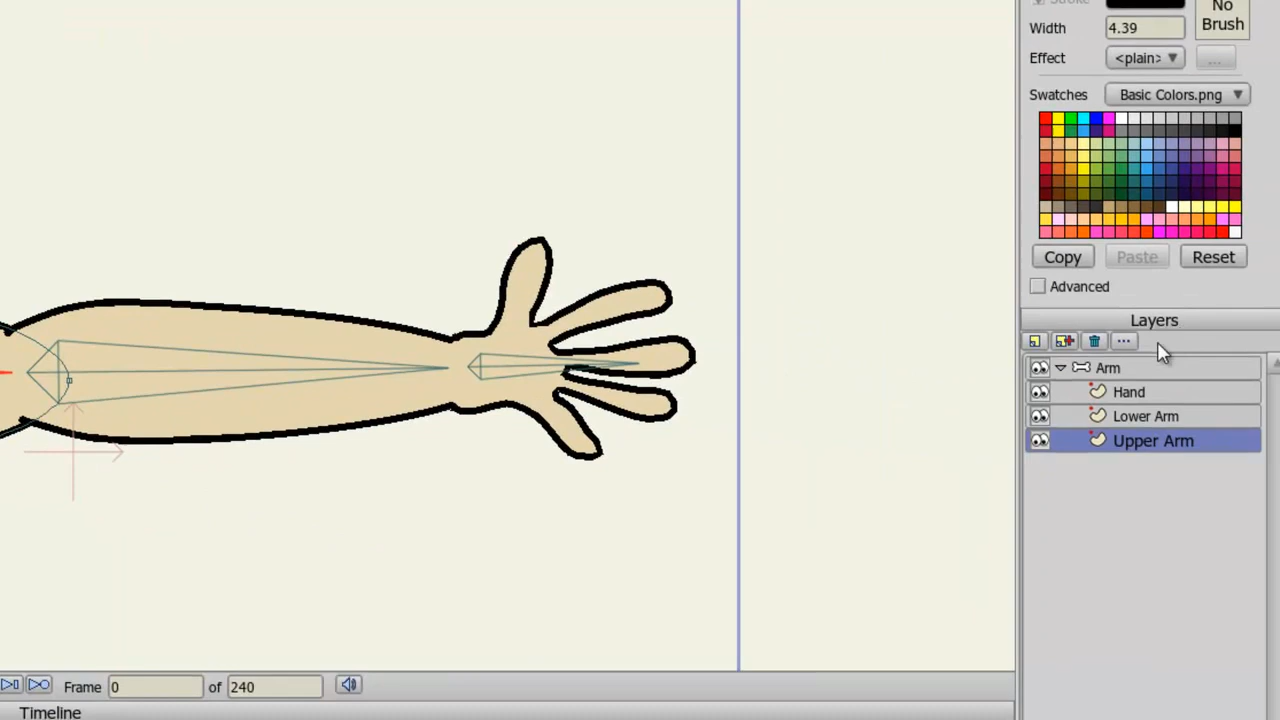 Stroke
No
Brush
Width
4.39
Effect
<plain>
...
Swatches
Basic Colors.png
Copy
Paste
Reset
Advanced
Layers
...
Arm
Hand
Lower Arm
Upper Arm
Frame
0
of
240
Timeline